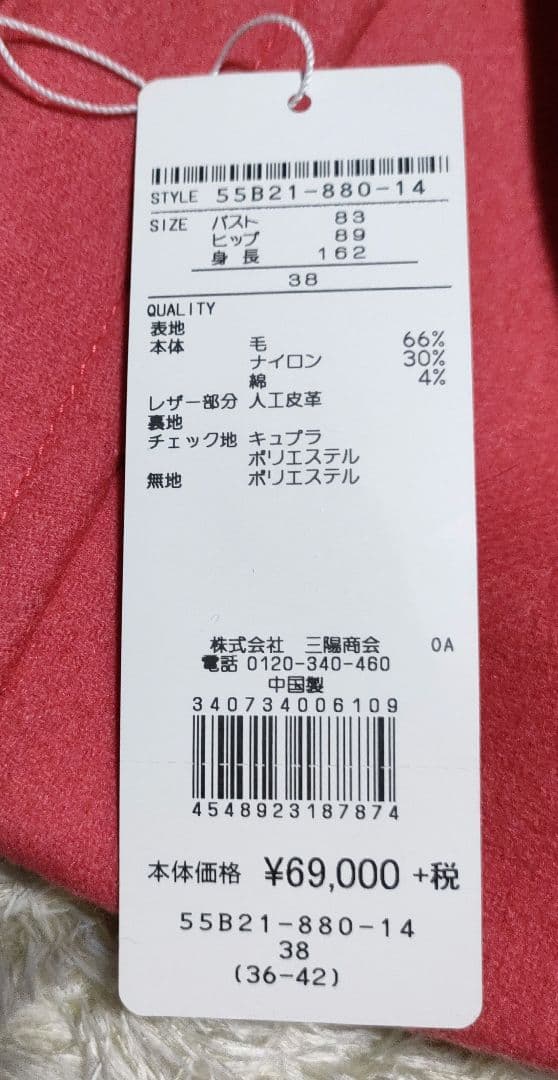 STYLE 55B21-880-14
SIZE バスト 83
ヒップ 89
身長 162
38
QUALITY
表地
本体 毛 66%
ナイロン 30%
綿 4%
レザー部分 人工皮革
裏地
チェック地 キュプラ
ポリエステル
無地 ポリエステル
株式会社 三陽商会 0A
電話 0120-340-460
中国製
340734006109
4548923187874
本体価格 ¥69,000 +税
55B21-880-14
38
(36-42)